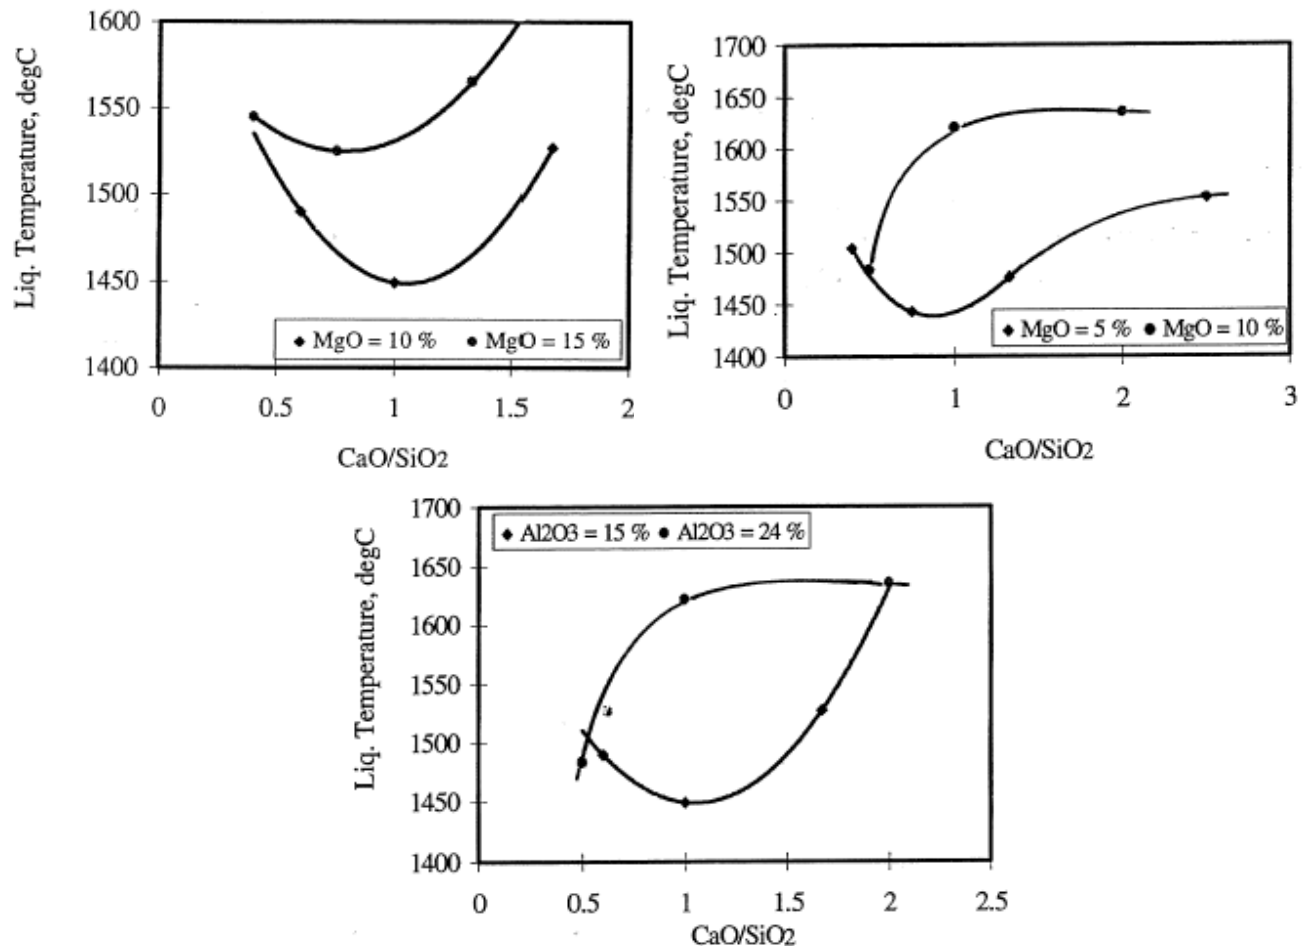 Liq. Temperature, degC
1600
1550
1500
1450
1400
MgO = 10 %
MgO = 15 %
0
0.5
1
1.5
2
CaO/SiO2
Liq. Temperature, degC
1700
1650
1600
1550
1500
1450
1400
MgO = 5 %
MgO = 10 %
0
1
2
3
CaO/SiO2
Liq. Temperature, degC
1700
1650
1600
1550
1500
1450
1400
Al2O3 = 15 %
Al2O3 = 24 %
0
0.5
1
1.5
2
2.5
CaO/SiO2